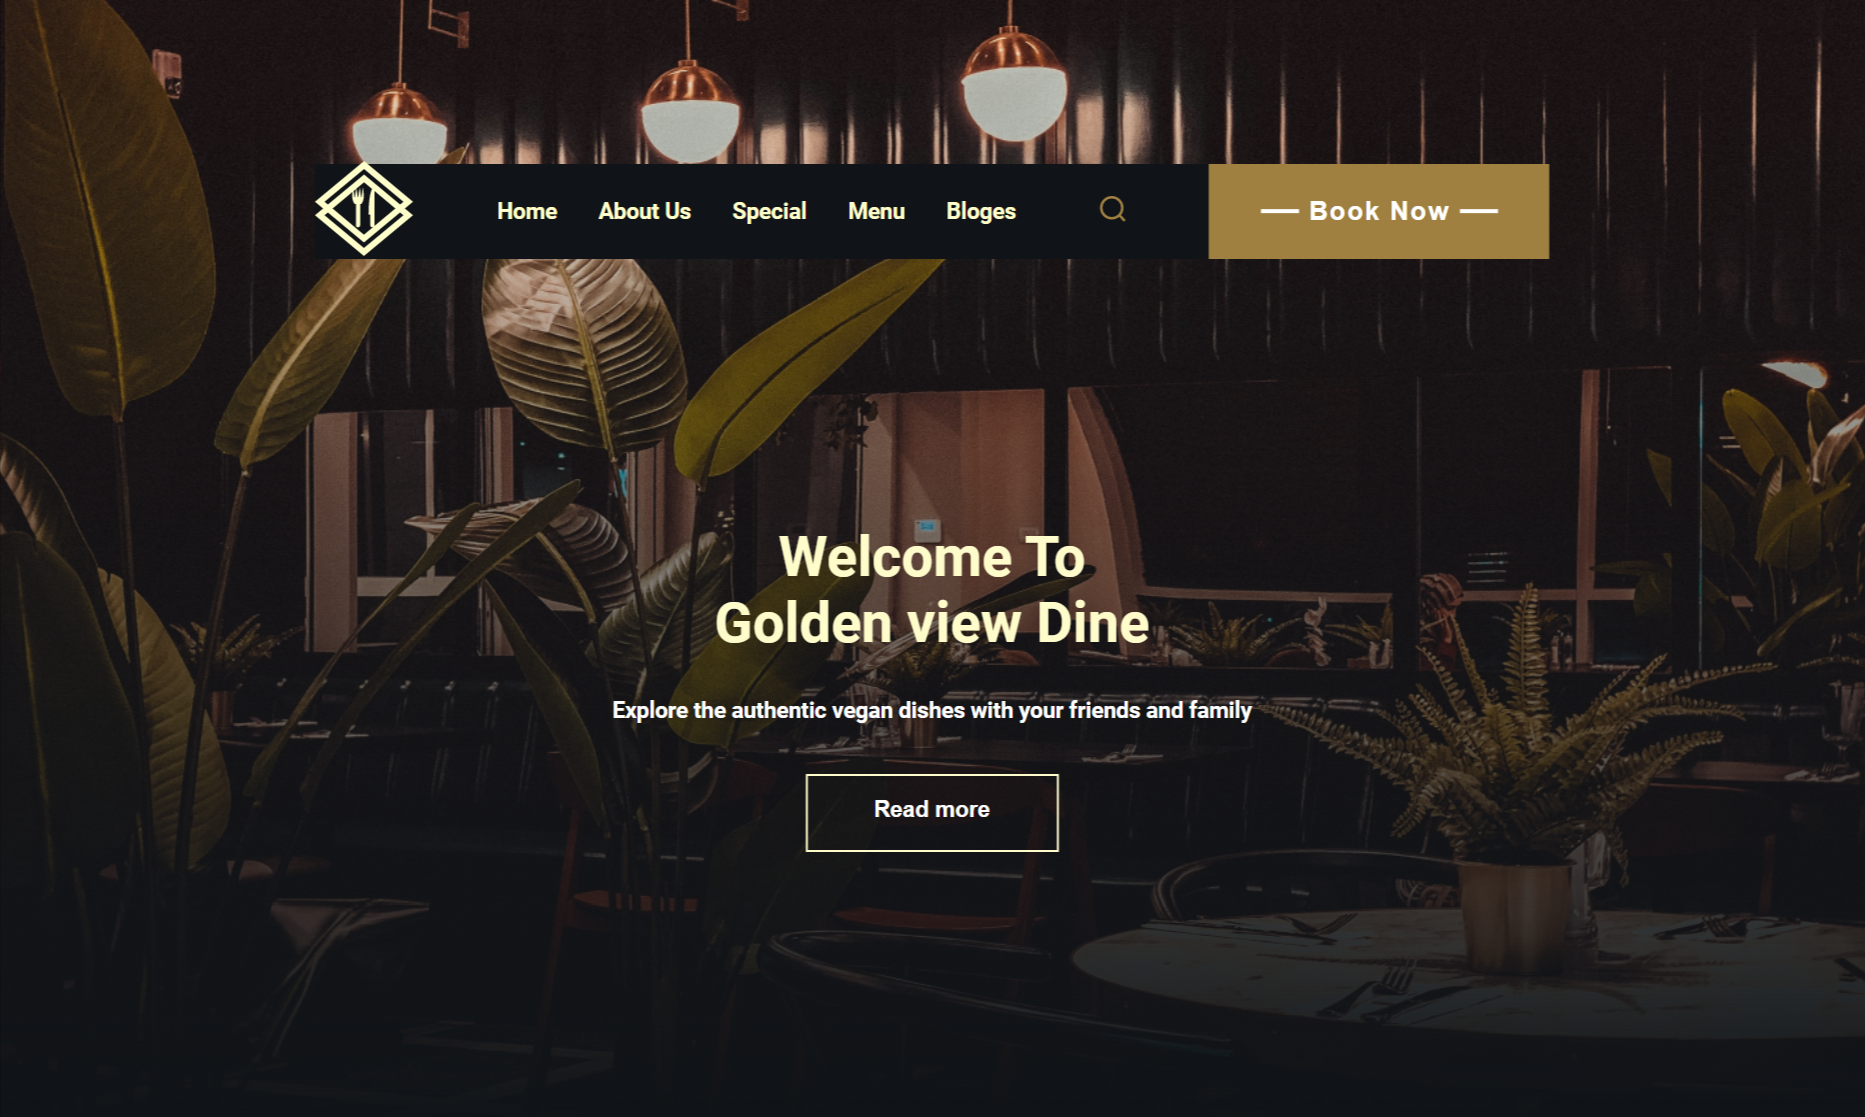 Home About Us Special Menu Bloges — Book Now —
Welcome To
Golden view Dine
Explore the authentic vegan dishes with your friends and family
Read more